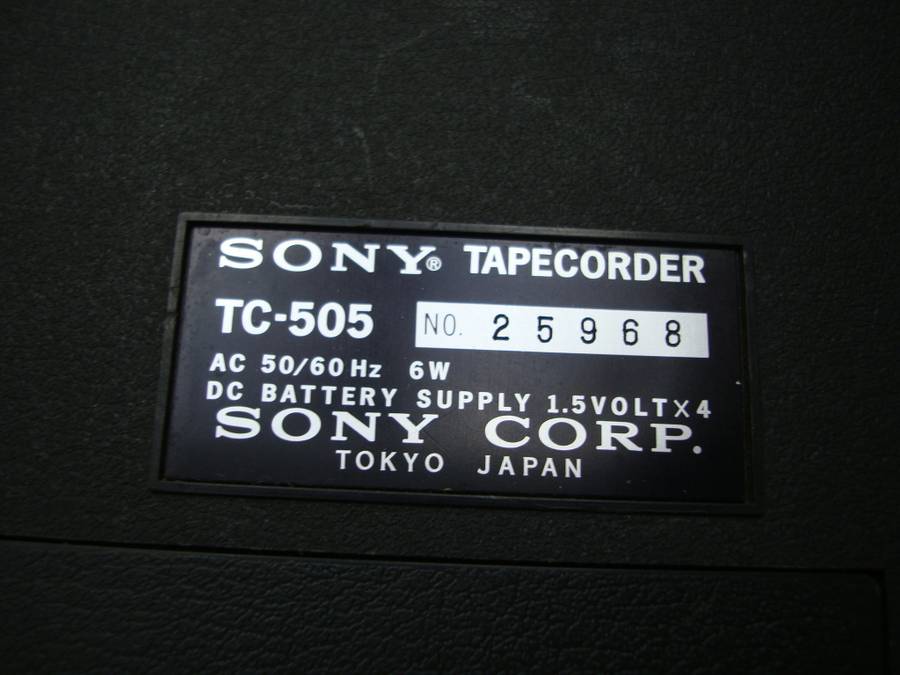 SONY® TAPECORDER
TC-505 NO. 25968
AC 50/60Hz 6W
DC BATTERY SUPPLY 1.5VOLT×4
SONY CORP.
TOKYO JAPAN